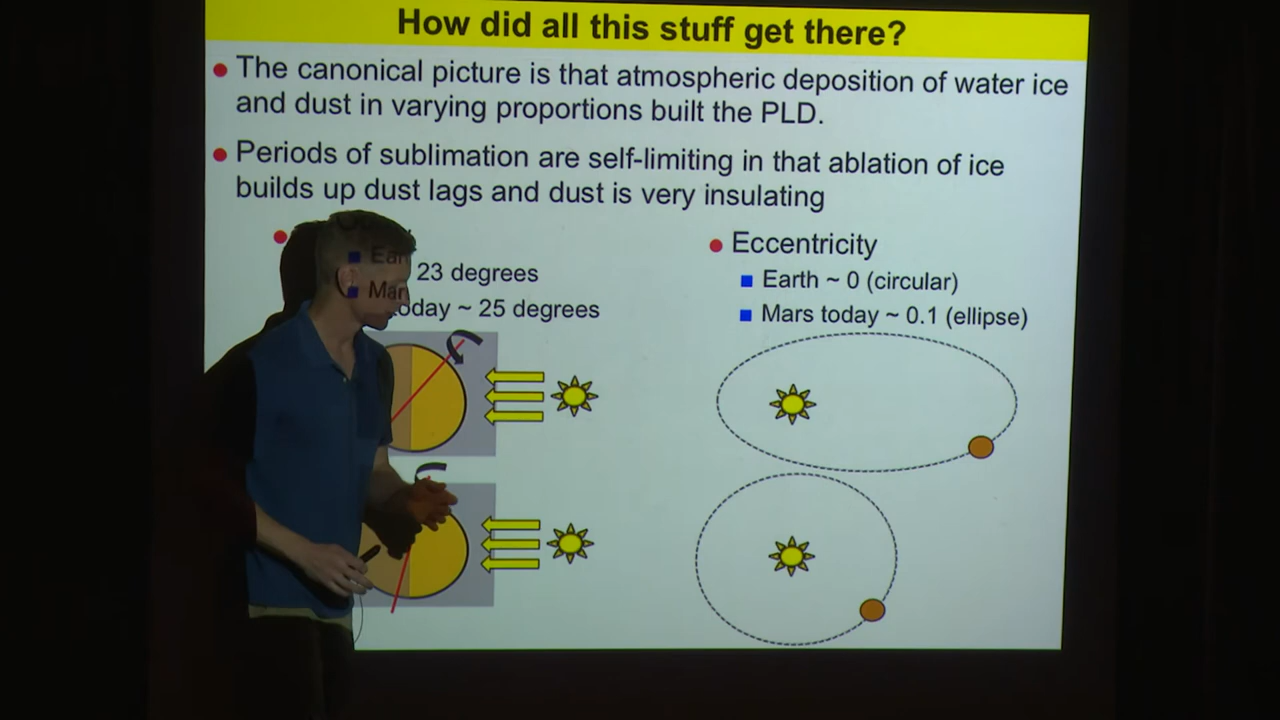 How did all this stuff get there?
The canonical picture is that atmospheric deposition of water ice
and dust in varying proportions built the PLD.
Periods of sublimation are self-limiting in that ablation of ice
builds up dust lags and dust is very insulating
23 degrees
today ~ 25 degrees
Eccentricity
Earth ~ 0 (circular)
Mars today ~ 0.1 (ellipse)